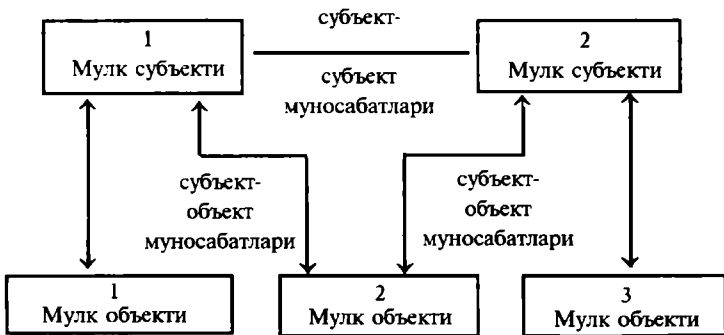 субъект-
1
Мулк субъекти
2
Мулк субъекти
субъект
муносабатлари
субъект-
объект
муносабатлари
субъект-
объект
муносабатлари
1
Мулк объекти
2
Мулк объекти
3
Мулк объекти